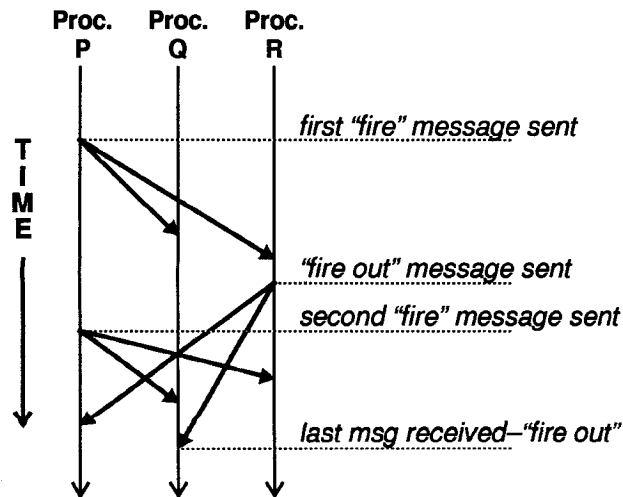 Proc. Proc. Proc.
P Q R
first “fire” message sent
TIME
“fire out” message sent
second “fire” message sent
last msg received–“fire out”